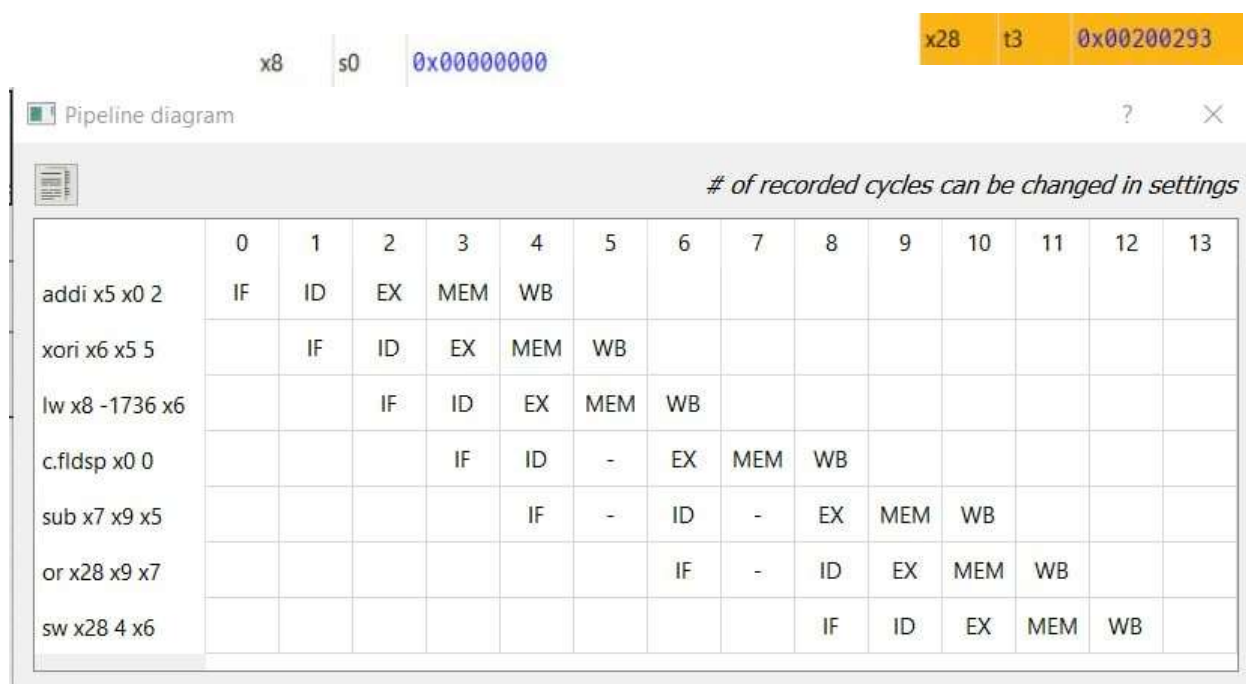 x28 t3 0x00200293
x8 s0 0x00000000
Pipeline diagram ? ×
# of recorded cycles can be changed in settings
0 1 2 3 4 5 6 7 8 9 10 11 12 13
addi x5 x0 2 IF ID EX MEM WB
xori x6 x5 5 IF ID EX MEM WB
lw x8 -1736 x6 IF ID EX MEM WB
c.fldsp x0 0 IF ID - EX MEM WB
sub x7 x9 x5 IF - ID - EX MEM WB
or x28 x9 x7 IF - ID EX MEM WB
sw x28 4 x6 IF ID EX MEM WB